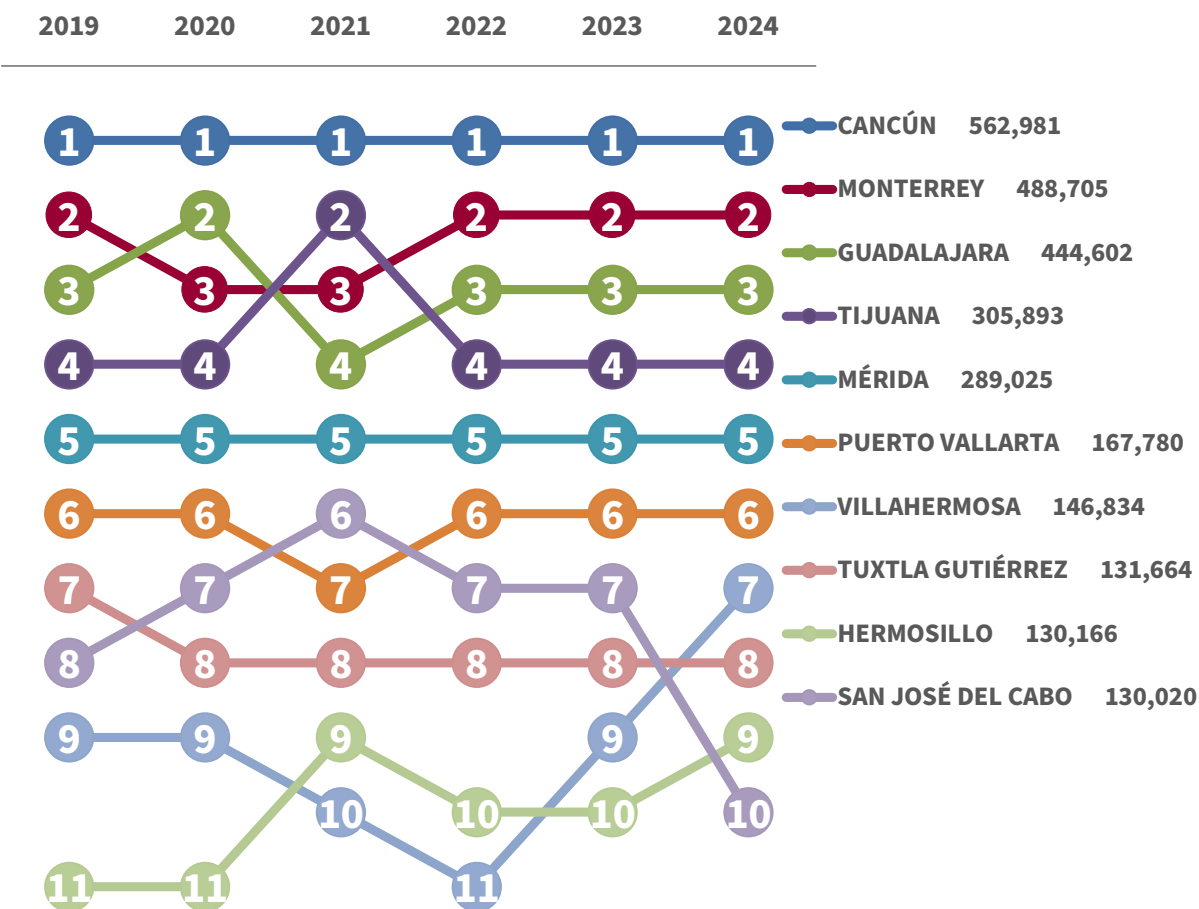 2019 2020 2021 2022 2023 2024
1 1 1 1 1 1 CANCÚN 562,981
2 2 2 2 2 2 MONTERREY 488,705
3 3 3 3 3 3 GUADALAJARA 444,602
4 4 4 4 4 4 TIJUANA 305,893
5 5 5 5 5 5 MÉRIDA 289,025
6 6 6 6 6 6 PUERTO VALLARTA 167,780
7 7 7 7 7 7 VILLAHERMOSA 146,834
8 8 8 8 8 8 TUXTLA GUTIÉRREZ 131,664
9 9 9 9 9 HERMOSILLO 130,166
10 10 10 10 SAN JOSÉ DEL CABO 130,020
11 11 11